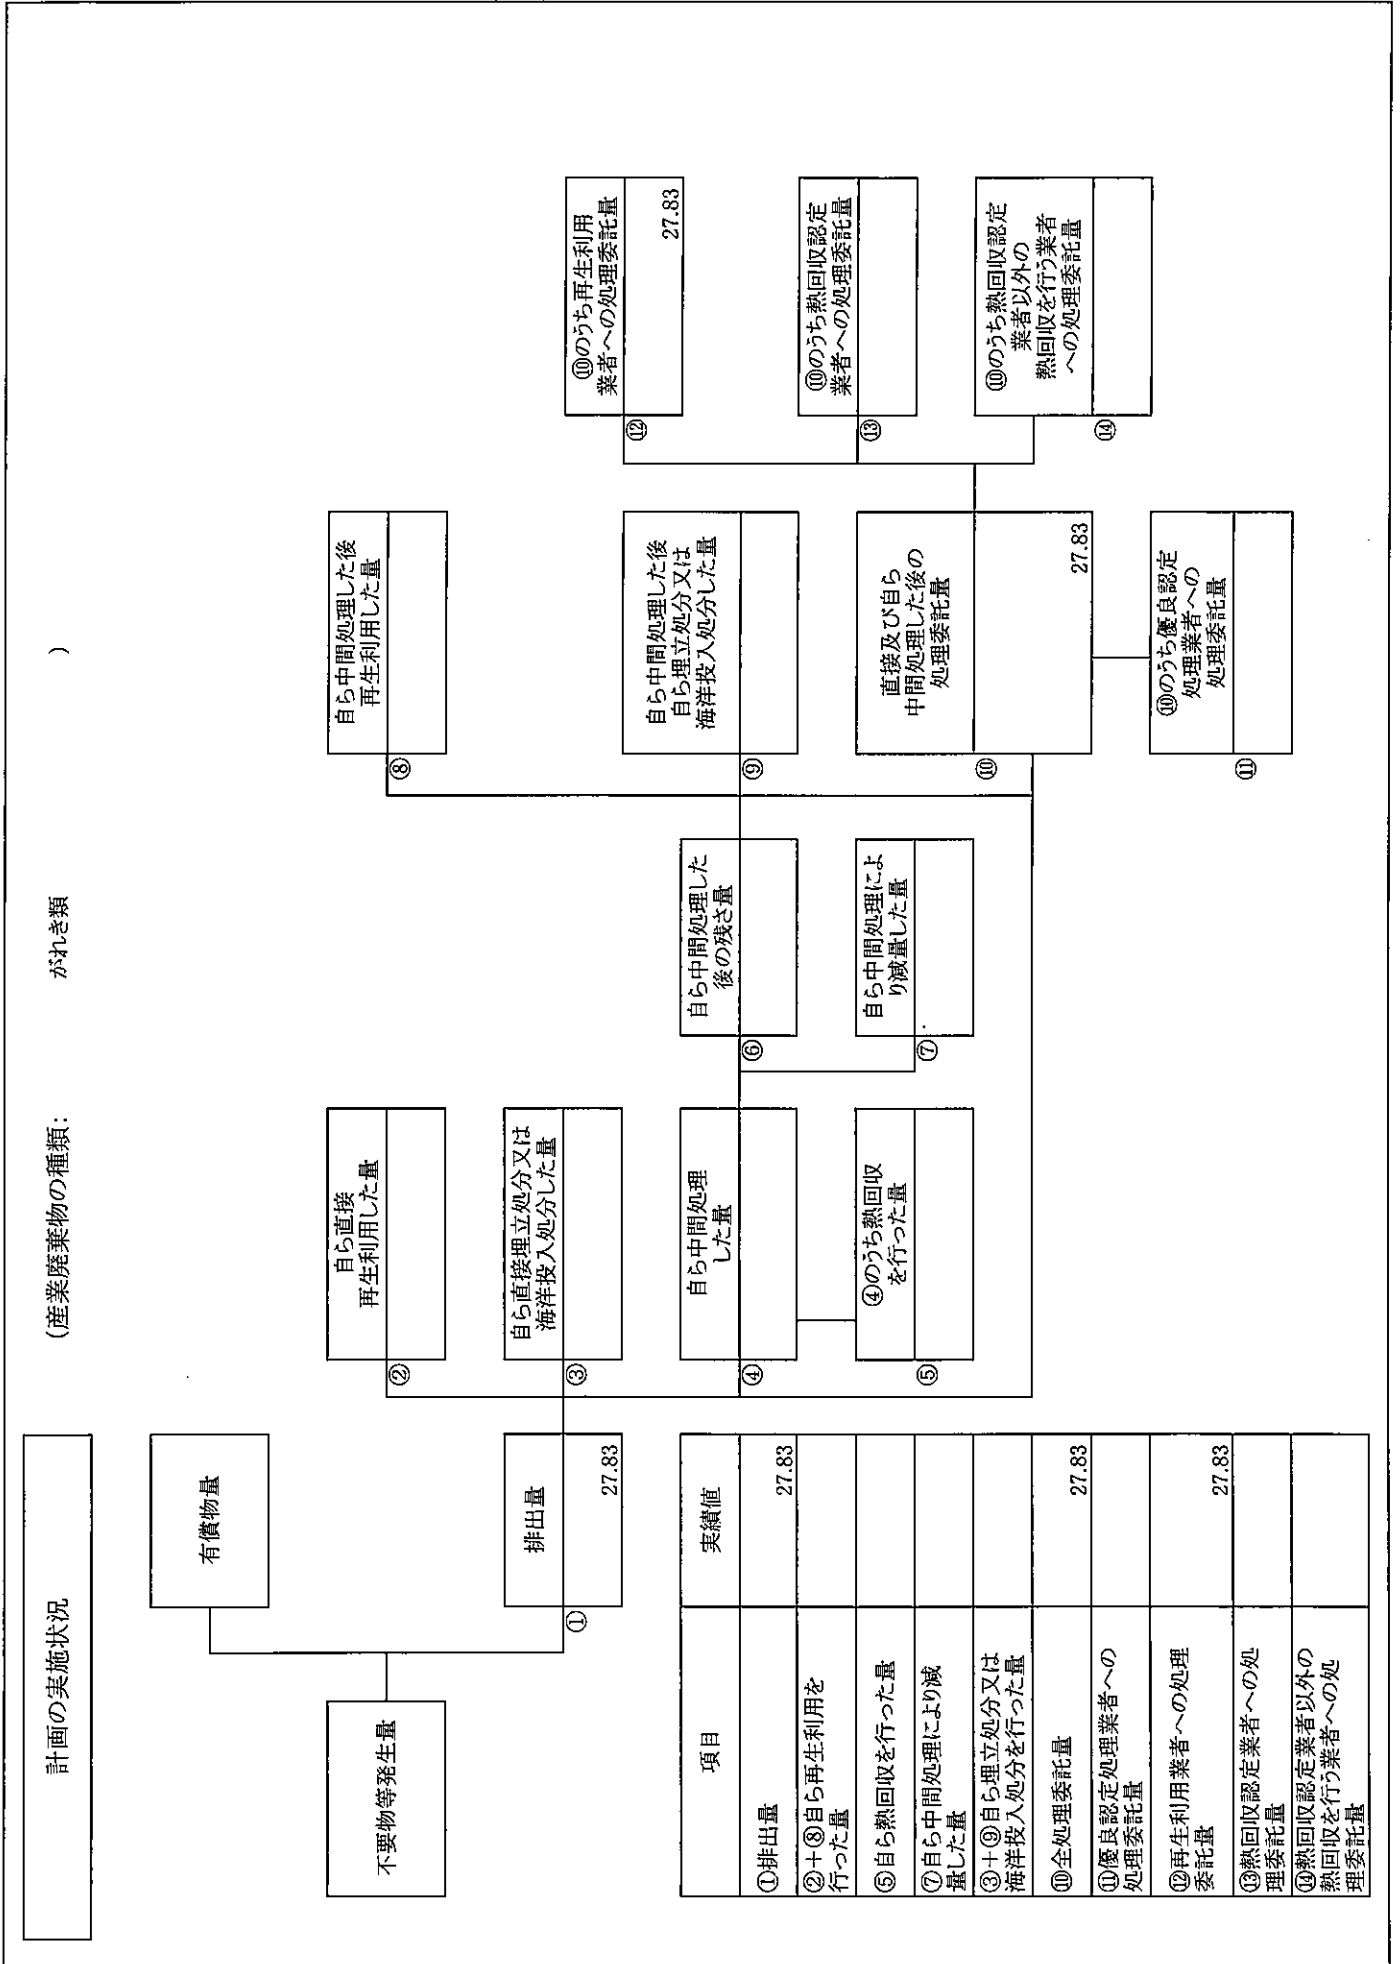 計画の実施状況
(産業廃棄物の種類:
がれき類
)
有償物量
不要物等発生量
排出量
①
27.83
自ら直接
再生利用した量
②
自ら直接埋立処分又は
海洋投入処分した量
③
自ら中間処理
した量
④
④のうち熱回収
を行った量
⑤
自ら中間処理した
後の残さ量
⑥
自ら中間処理によ
り減量した量
⑦
自ら中間処理した後
再生利用した量
⑧
自ら中間処理した後
自ら埋立処分又は
海洋投入処分した量
⑨
直接及び自ら
中間処理した後の
処理委託量
⑩
27.83
⑩のうち優良認定
処理業者への
処理委託量
⑪
⑩のうち再生利用
業者への処理委託量
⑫
27.83
⑩のうち熱回収認定
業者への処理委託量
⑬
⑩のうち熱回収認定
業者以外の
熱回収を行う業者
への処理委託量
⑭
項目
実績値
①排出量
27.83
②+⑧自ら再生利用を
行った量
⑤自ら熱回収を行った量
⑦自ら中間処理により減
量した量
③+⑨自ら埋立処分又は
海洋投入処分を行った量
⑩全処理委託量
27.83
⑪優良認定処理業者への
処理委託量
⑫再生利用業者への処理
委託量
27.83
⑬熱回収認定業者への処
理委託量
⑭熱回収認定業者以外の
熱回収を行う業者への処
理委託量